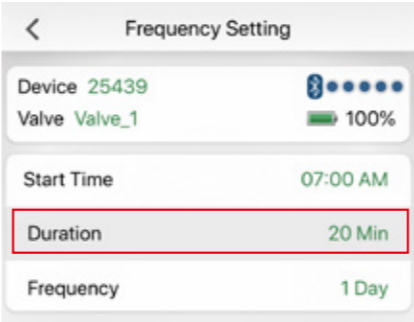 Frequency Setting
Device 25439
Valve Valve_1 100%
Start Time 07:00 AM
Duration 20 Min
Frequency 1 Day